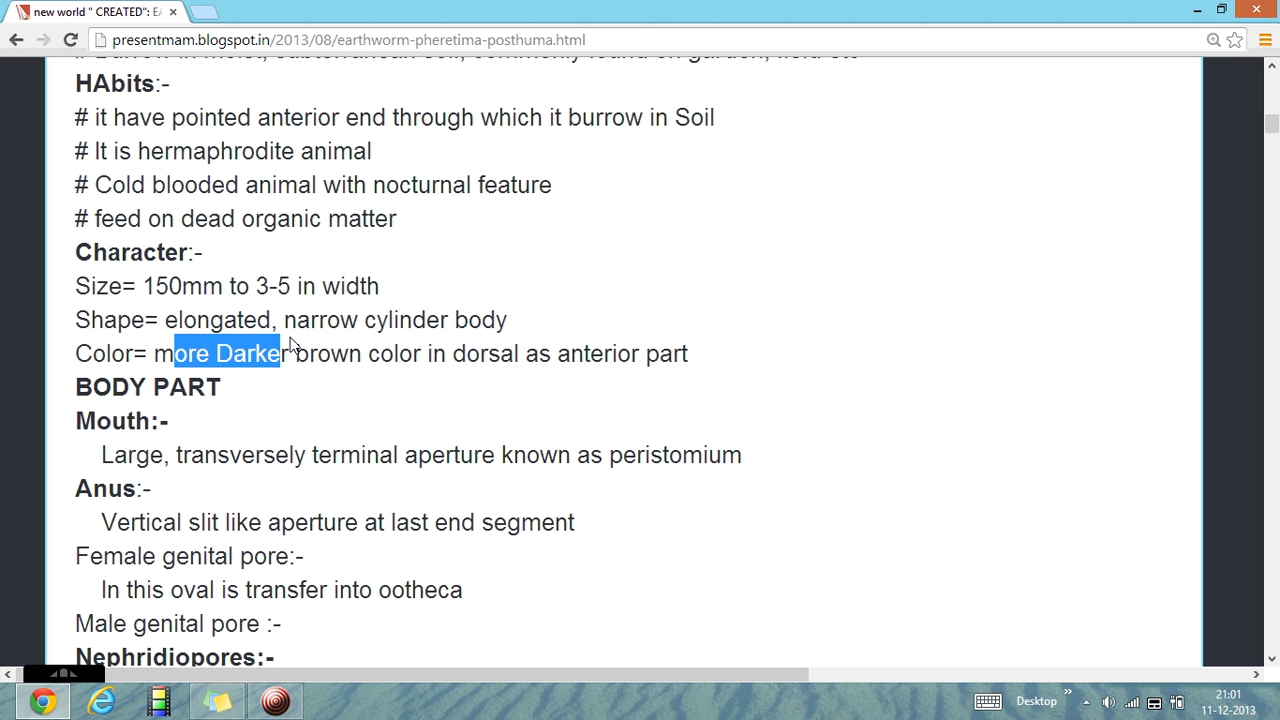 new world " CREATED": EA
presentmam.blogspot.in/2013/08/earthworm-pheretima-posthuma.html
HAbits:-
# it have pointed anterior end through which it burrow in Soil
# It is hermaphrodite animal
# Cold blooded animal with nocturnal feature
# feed on dead organic matter
Character:-
Size= 150mm to 3-5 in width
Shape= elongated, narrow cylinder body
Color= more Darker brown color in dorsal as anterior part
BODY PART
Mouth:-
Large, transversely terminal aperture known as peristomium
Anus:-
Vertical slit like aperture at last end segment
Female genital pore:-
In this oval is transfer into ootheca
Male genital pore :-
Nephridiopores:-
Desktop
21:01
11-12-2013